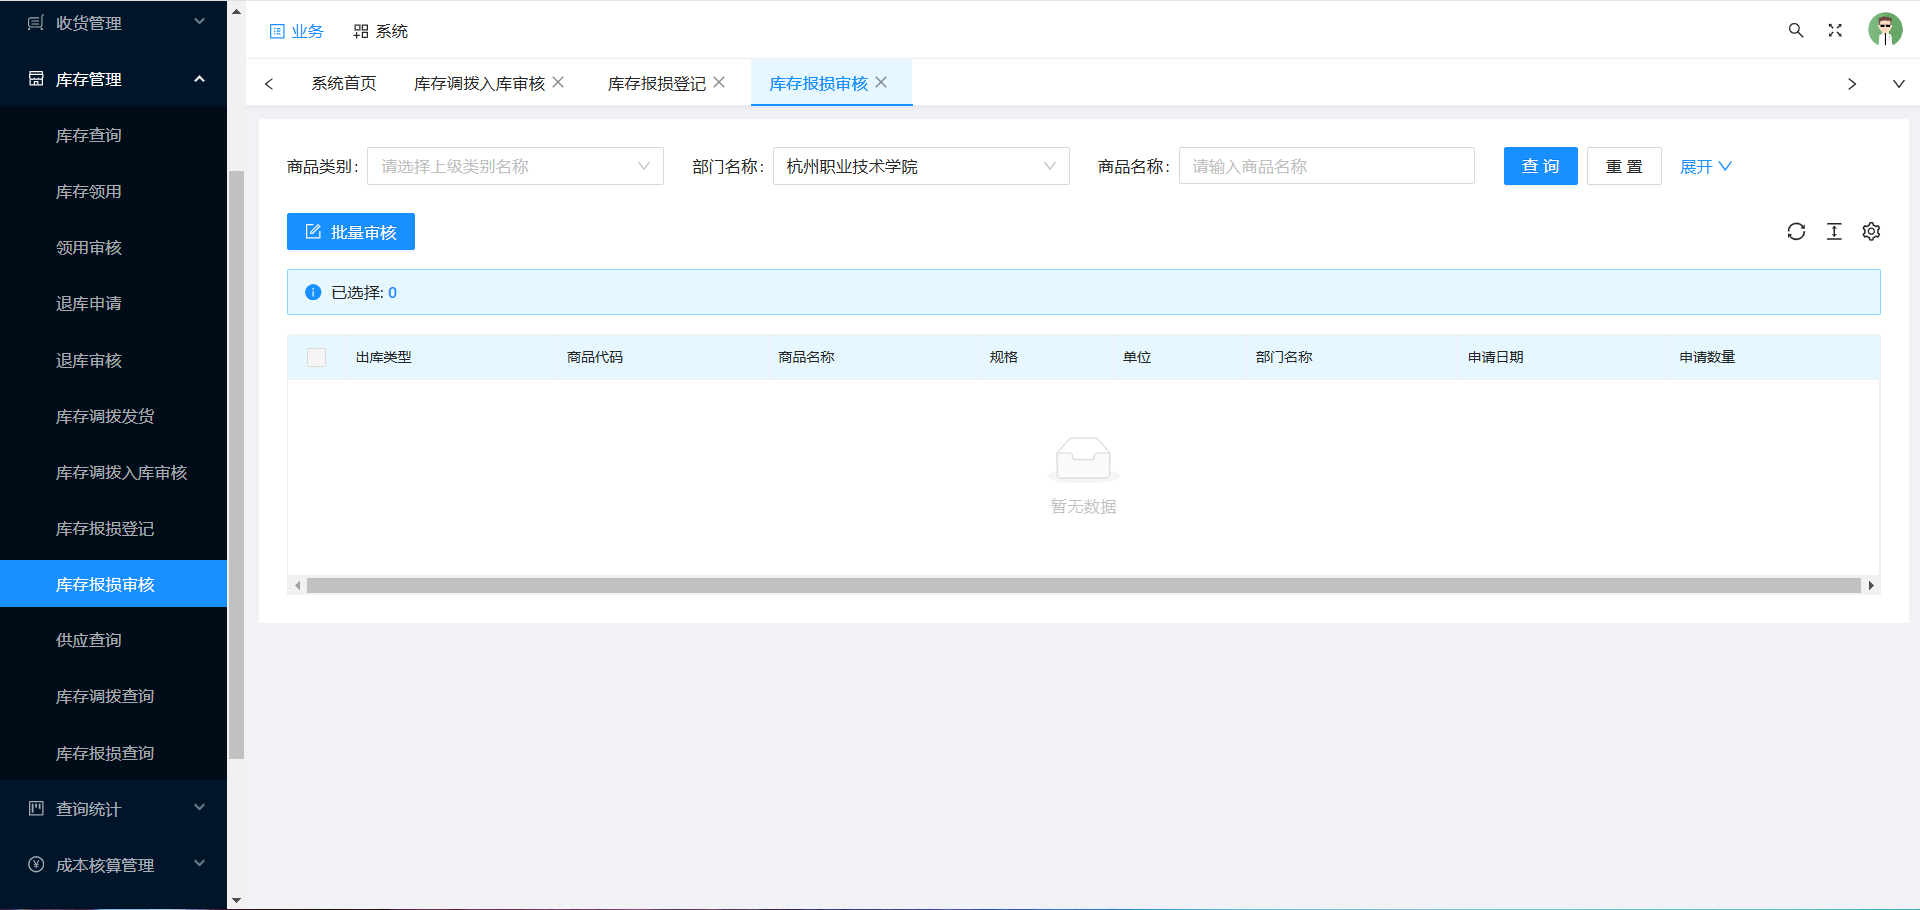 收货管理
库存管理
库存查询
库存领用
领用审核
退库申请
退库审核
库存调拨发货
库存调拨入库审核
库存报损登记
库存报损审核
供应查询
库存调拨查询
库存报损查询
查询统计
成本核算管理
业务 系统
系统首页 库存调拨入库审核 库存报损登记 库存报损审核
商品类别: 请选择上级类别名称 部门名称: 杭州职业技术学院 商品名称: 请输入商品名称 查 询 重 置 展开
批量审核
已选择: 0
出库类型 商品代码 商品名称 规格 单位 部门名称 申请日期 申请数量
暂无数据